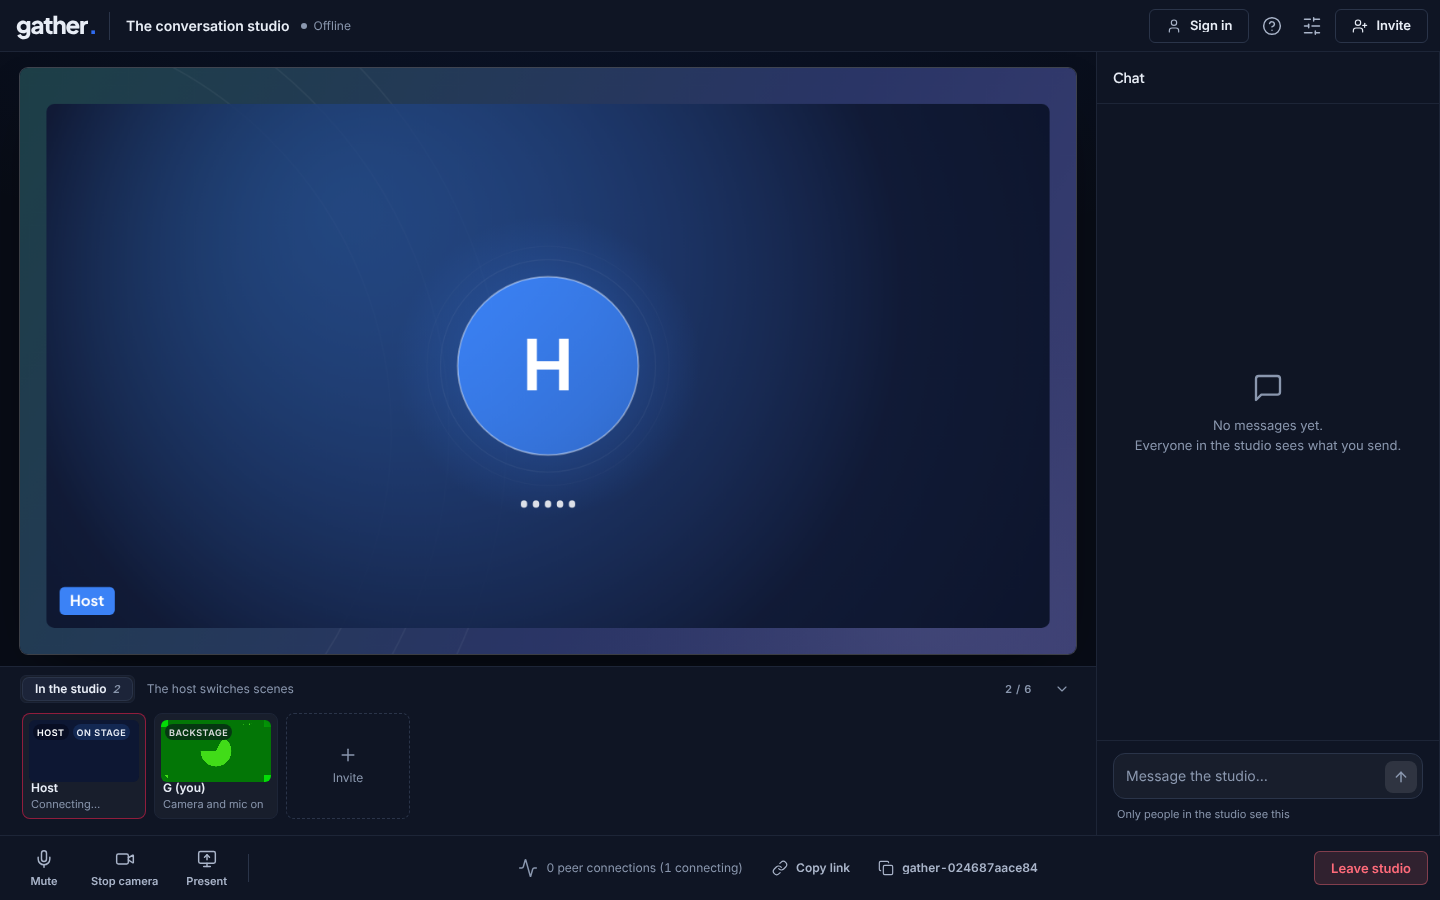 gather.
The conversation studio
Offline
Sign in
Invite
Chat
H
Host
No messages yet.
Everyone in the studio sees what you send.
In the studio 2
The host switches scenes
2 / 6
HOST
ON STAGE
Host
Connecting...
BACKSTAGE
G (you)
Camera and mic on
Invite
Message the studio...
Only people in the studio see this
Mute
Stop camera
Present
0 peer connections (1 connecting)
Copy link
gather-024687aace84
Leave studio